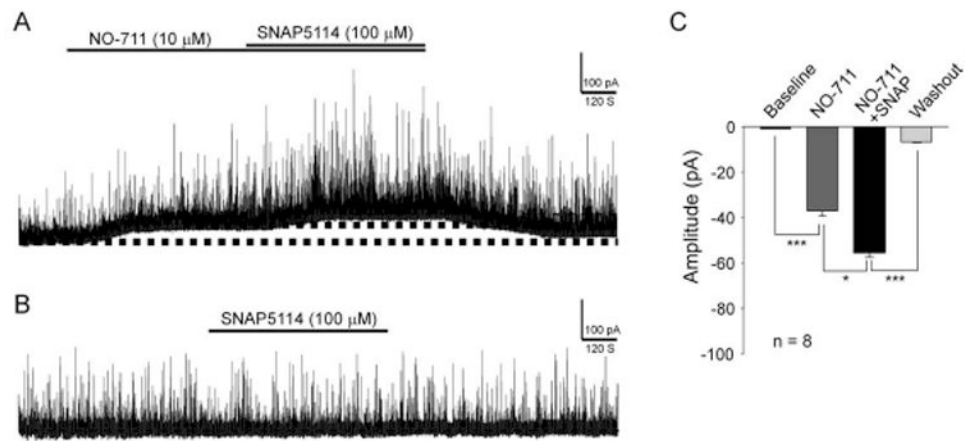 A
NO-711 (10 μM)
SNAP5114 (100 μM)
100 pA
120 S
B
SNAP5114 (100 μM)
100 pA
120 S
C
Baseline
NO-711
NO-711
+SNAP
Washout
Amplitude (pA)
0
-20
-40
-60
-80
-100
***
*
***
n = 8